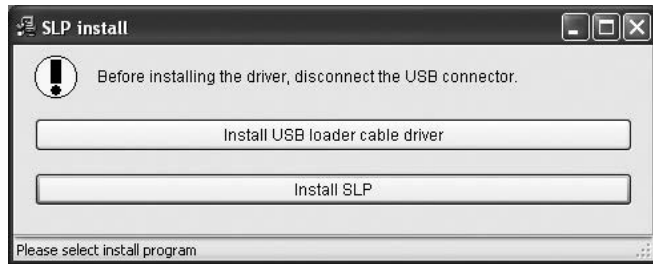 SLP install
Before installing the driver, disconnect the USB connector.
Install USB loader cable driver
Install SLP
Please select install program